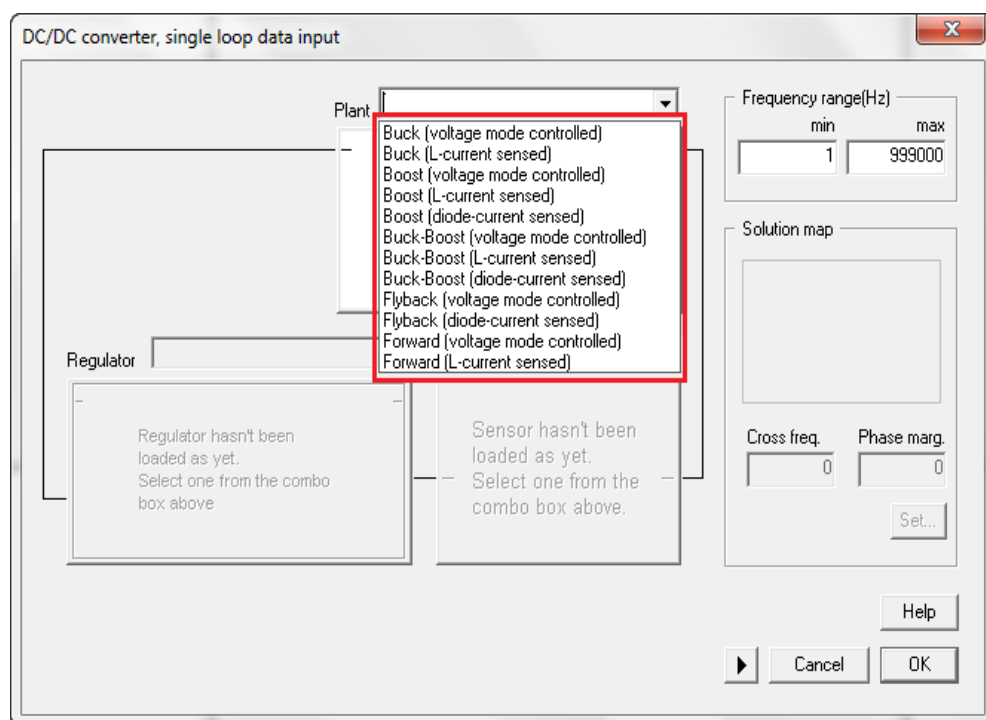 DC/DC converter, single loop data input
x
Plant
Buck (voltage mode controlled)
Buck (L-current sensed)
Boost (voltage mode controlled)
Boost (L-current sensed)
Boost (diode-current sensed)
Buck-Boost (voltage mode controlled)
Buck-Boost (L-current sensed)
Buck-Boost (diode-current sensed)
Flyback (voltage mode controlled)
Flyback (diode-current sensed)
Forward (voltage mode controlled)
Forward (L-current sensed)
Regulator
Regulator hasn't been
loaded as yet.
Select one from the combo
box above
Sensor hasn't been
loaded as yet.
Select one from the
combo box above.
Frequency range(Hz)
min max
1 999000
Solution map
Cross freq. Phase marg.
0 0
Set...
Help
Cancel OK